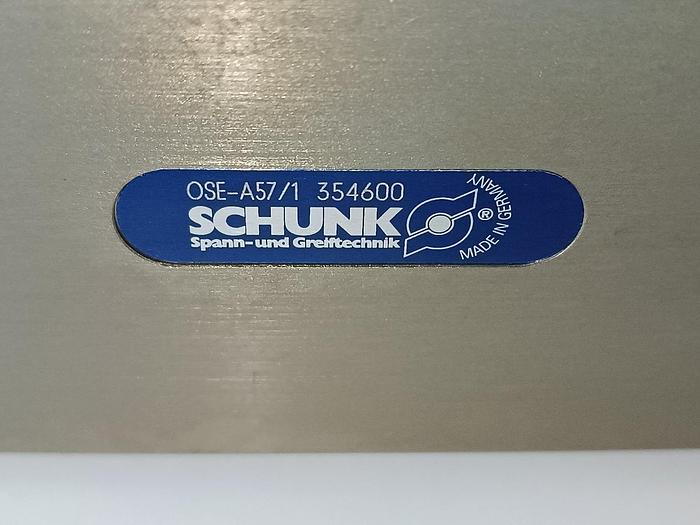 OSE-A57/1 354600
SCHUNK
Spann-und Greiftechnik
®
MADE IN GERMANY